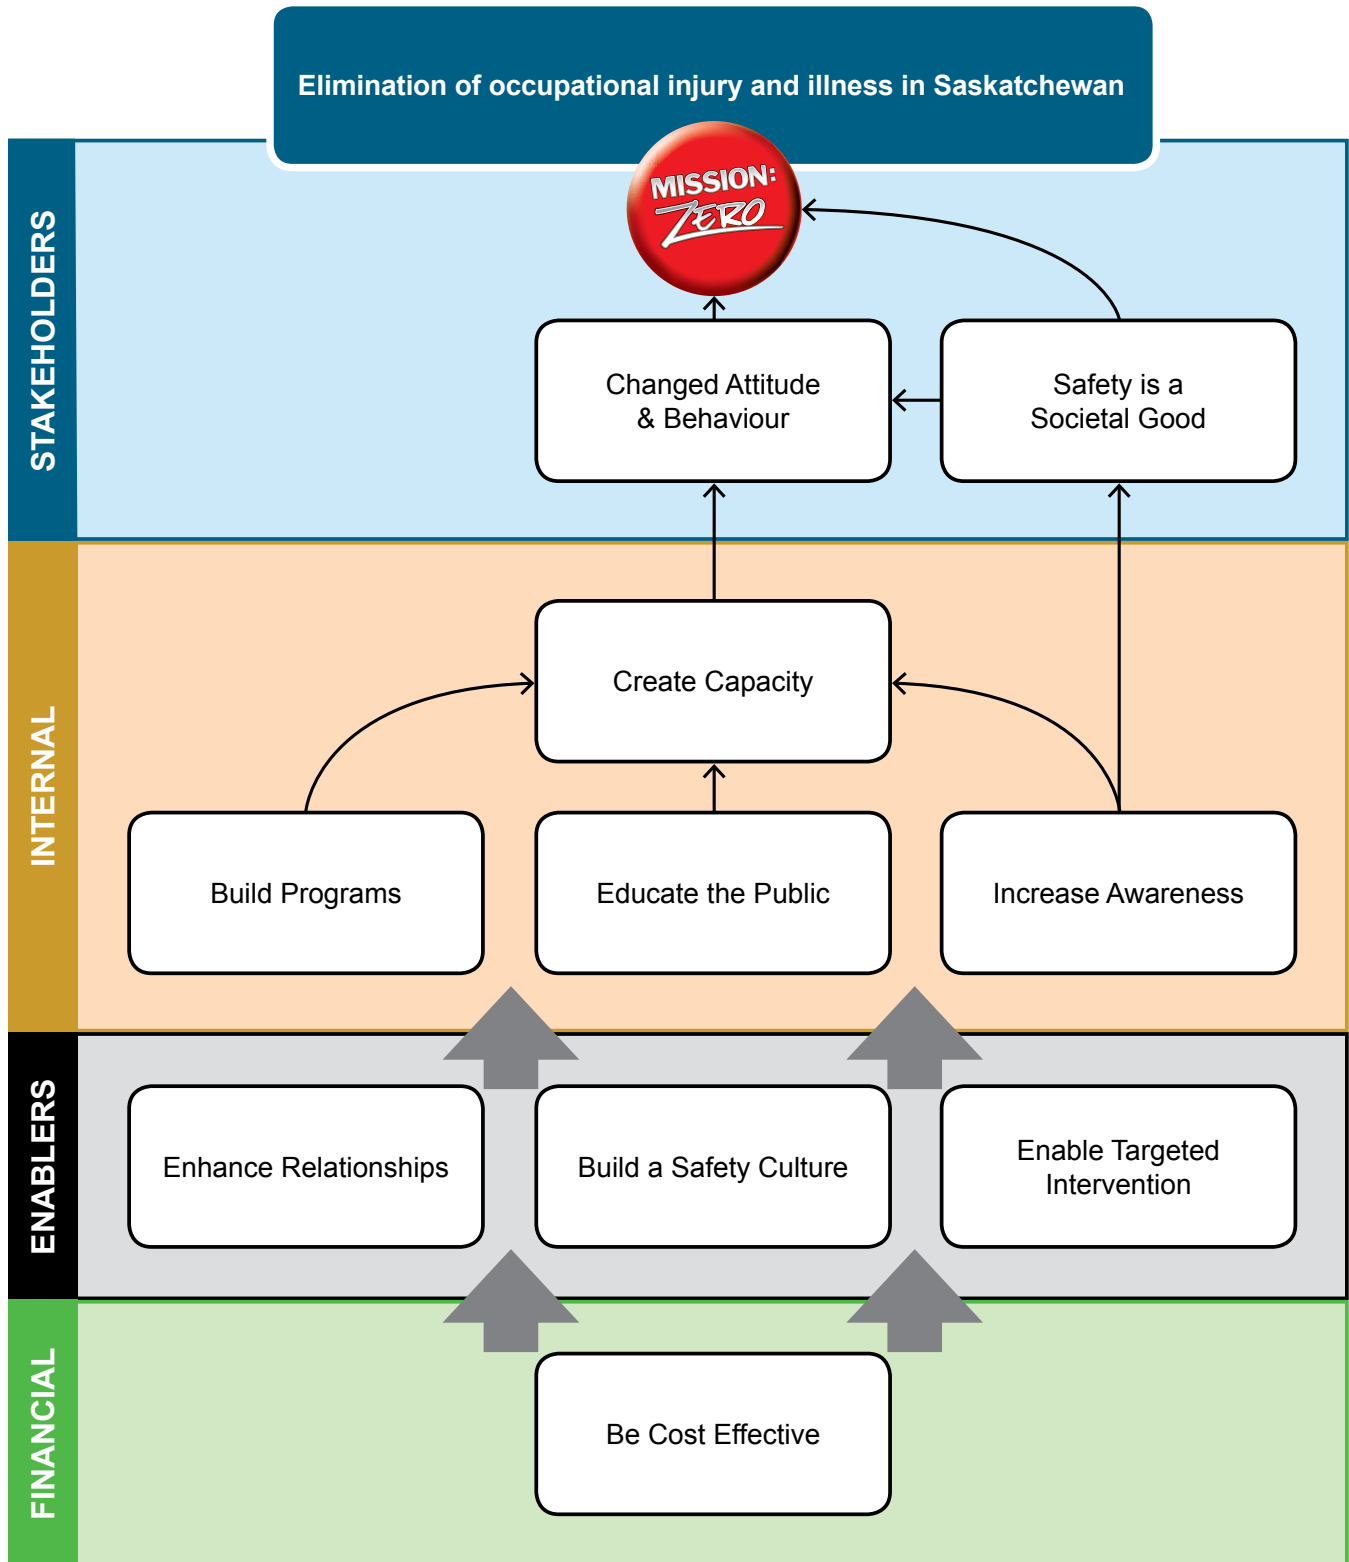 Elimination of occupational injury and illness in Saskatchewan
MISSION:
ZERO
STAKEHOLDERS
Changed Attitude
& Behaviour
Safety is a
Societal Good
INTERNAL
Create Capacity
Build Programs
Educate the Public
Increase Awareness
ENABLERS
Enhance Relationships
Build a Safety Culture
Enable Targeted
Intervention
FINANCIAL
Be Cost Effective